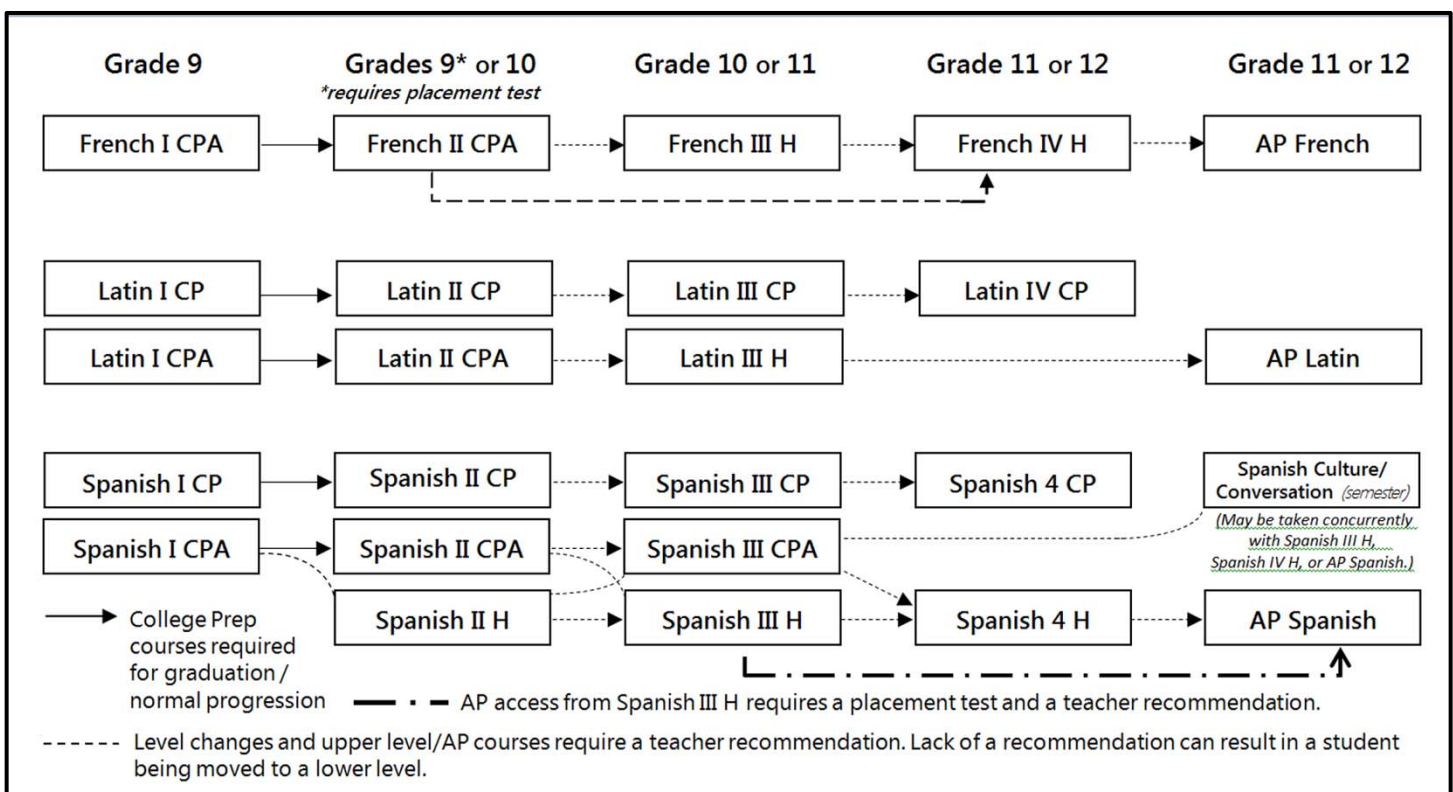 Grade 9
Grades 9* or 10
*requires placement test
Grade 10 or 11
Grade 11 or 12
Grade 11 or 12
French I CPA
French II CPA
French III H
French IV H
AP French
Latin I CP
Latin II CP
Latin III CP
Latin IV CP
Latin I CPA
Latin II CPA
Latin III H
AP Latin
Spanish I CP
Spanish II CP
Spanish III CP
Spanish 4 CP
Spanish Culture/
Conversation (semester)
(May be taken concurrently
with Spanish III H,
Spanish IV H, or AP Spanish.)
Spanish I CPA
Spanish II CPA
Spanish III CPA
Spanish II H
Spanish III H
Spanish 4 H
AP Spanish
College Prep
courses required
for graduation /
normal progression
AP access from Spanish III H requires a placement test and a teacher recommendation.
Level changes and upper level/AP courses require a teacher recommendation. Lack of a recommendation can result in a student
being moved to a lower level.